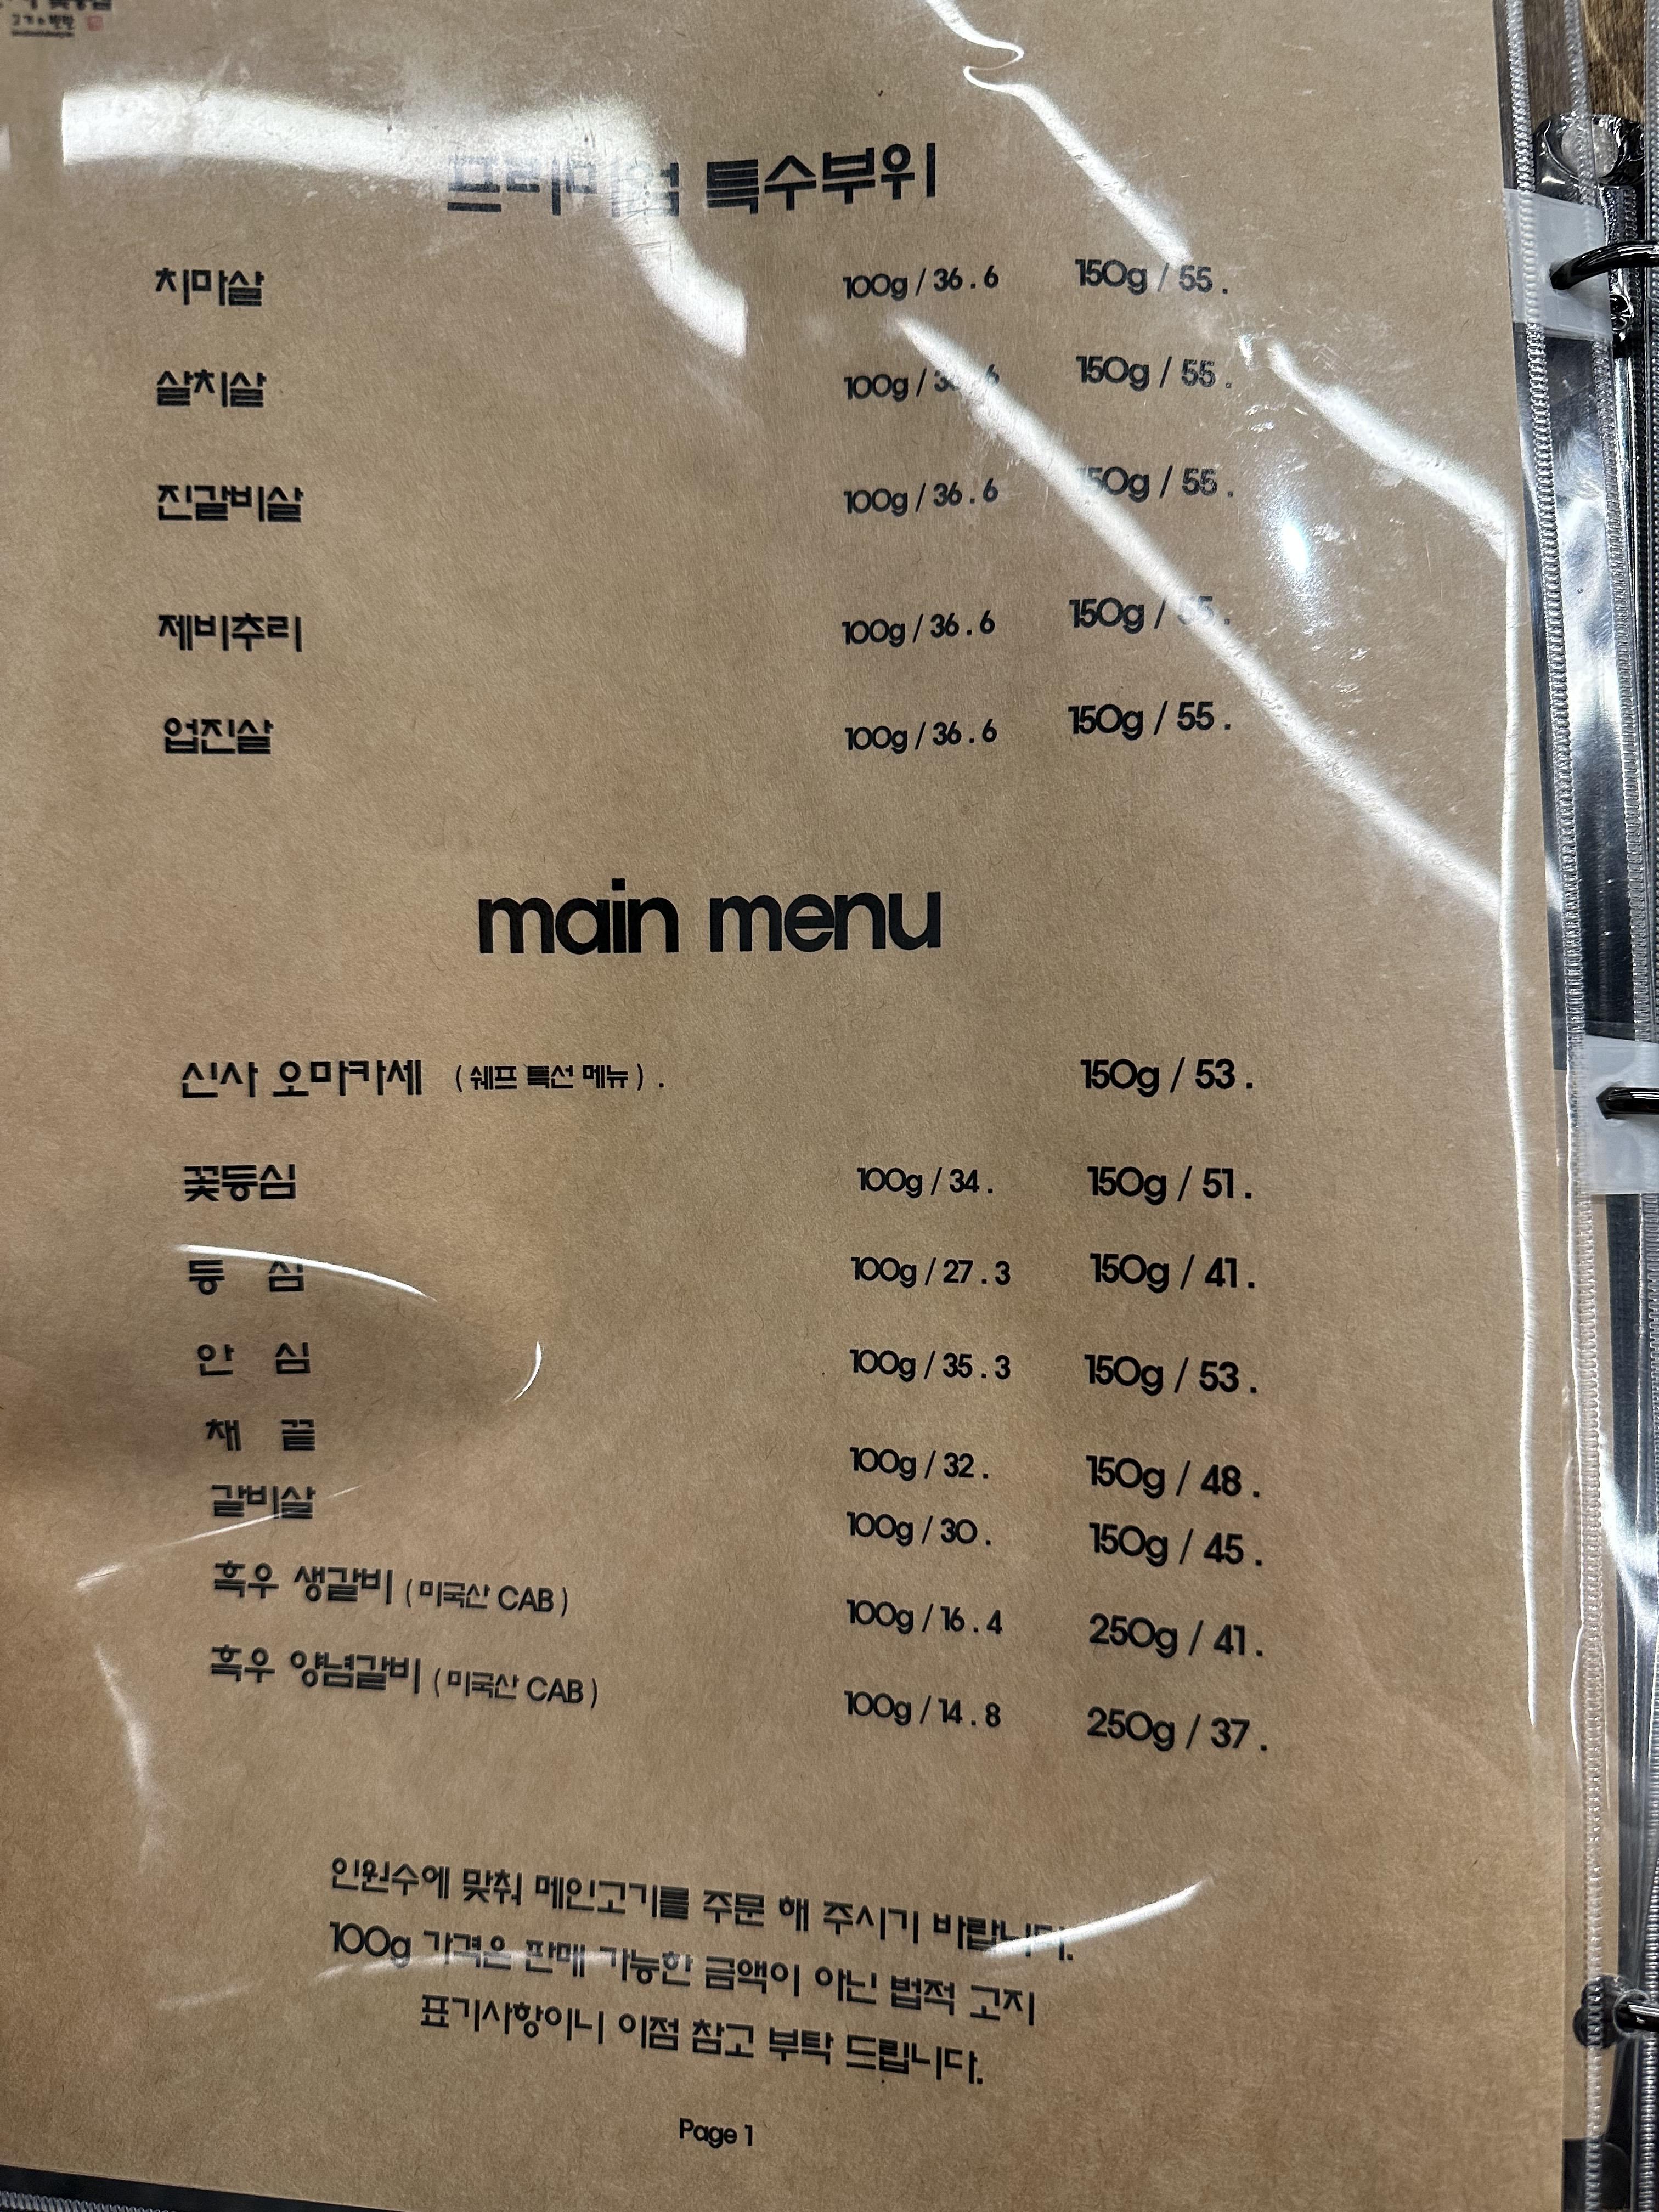 프리미엄 특수부위
치마살 100g / 36 . 6 150g / 55 .
살치살 100g / 150g / 55 .
진갈비살 100g / 36 . 6 150g / 55 .
제비추리 100g / 36 . 6 150g /
업진살 100g / 36 . 6 150g / 55 .
main menu
신사 오마카세 ( 쉐프 특선 메뉴 ) . 150g / 53 .
꽃등심 100g / 34 . 150g / 51 .
등 심 100g / 27 . 3 150g / 41 .
안 심 100g / 35 . 3 150g / 53 .
채 끝 100g / 32 . 150g / 48 .
갈비살 100g / 30 . 150g / 45 .
흑우 생갈비 ( 미국산 CAB ) 100g / 16 . 4 250g / 41 .
흑우 양념갈비 ( 미국산 CAB ) 100g / 14 . 8 250g / 37 .
인원수에 맞춰 메인고기를 주문 해 주시기 바랍니다.
100g 가격은 판매 가능한 금액이 아닌 법적 고지
표기사항이니 이점 참고 부탁 드립니다.
Page 1